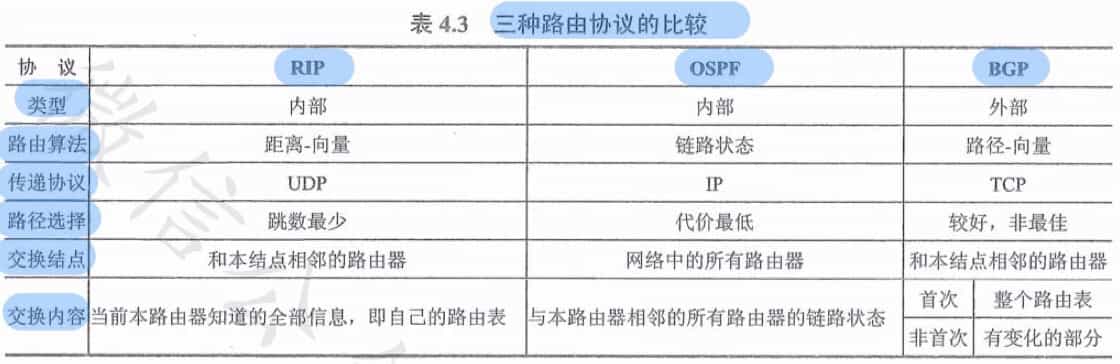 表 4.3 三种路由协议的比较
协 议 RIP OSPF BGP
类型 内部 内部 外部
路由算法 距离-向量 链路状态 路径-向量
传递协议 UDP IP TCP
路径选择 跳数最少 代价最低 较好，非最佳
交换结点 和本结点相邻的路由器 网络中的所有路由器 和本结点相邻的路由器
交换内容 当前本路由器知道的全部信息，即自己的路由表 与本路由器相邻的所有路由器的链路状态 首次 整个路由表
非首次 有变化的部分
微信公